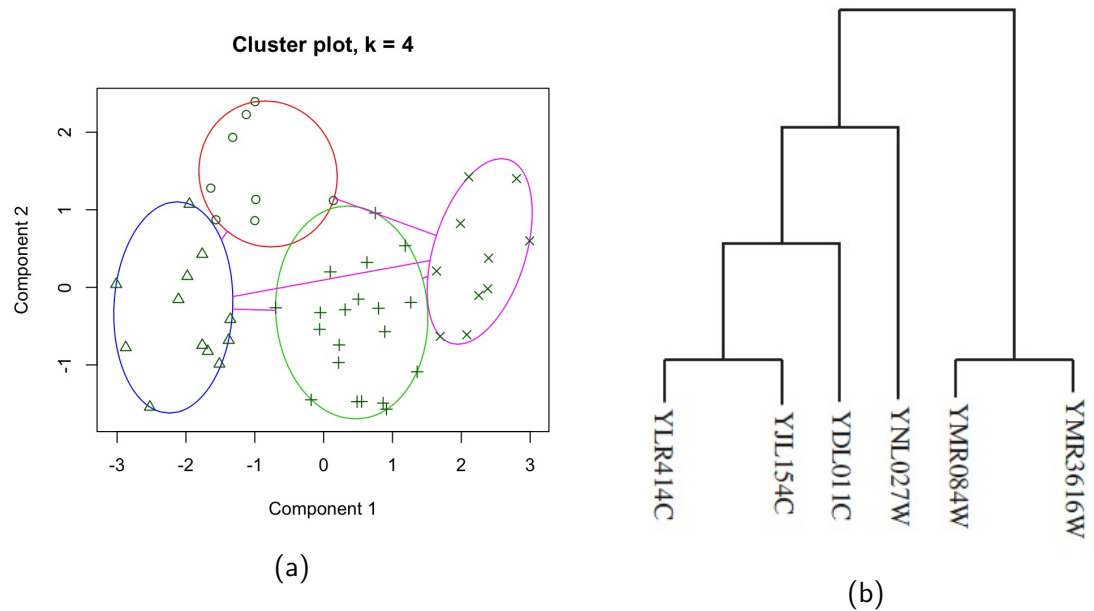 Cluster plot, k = 4
Component 2
2
1
0
-1
-3
-2
-1
0
1
2
3
Component 1
(a)
YLR414C
YJL154C
YDL011C
YNL027W
YMR084W
YMR3616W
(b)